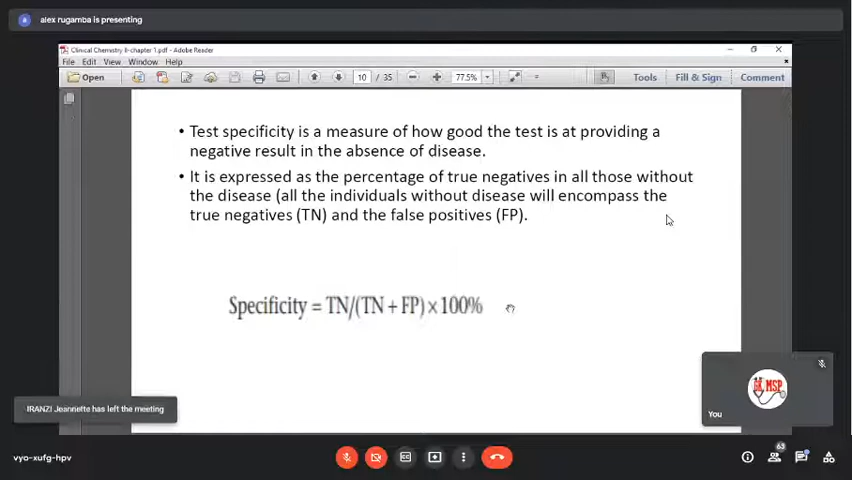 a
alex rugamba is presenting
Clinical Chemistry II-chapter 1.pdf - Adobe Reader
File Edit View Window Help
Open 10 / 35 77.5% Tools Fill & Sign Comment
• Test specificity is a measure of how good the test is at providing a
negative result in the absence of disease.
• It is expressed as the percentage of true negatives in all those without
the disease (all the individuals without disease will encompass the
true negatives (TN) and the false positives (FP).
Specificity = TN/(TN + FP) × 100%
MSP
IRANZI Jeannette has left the meeting
You
vyo-xufg-hpv
63